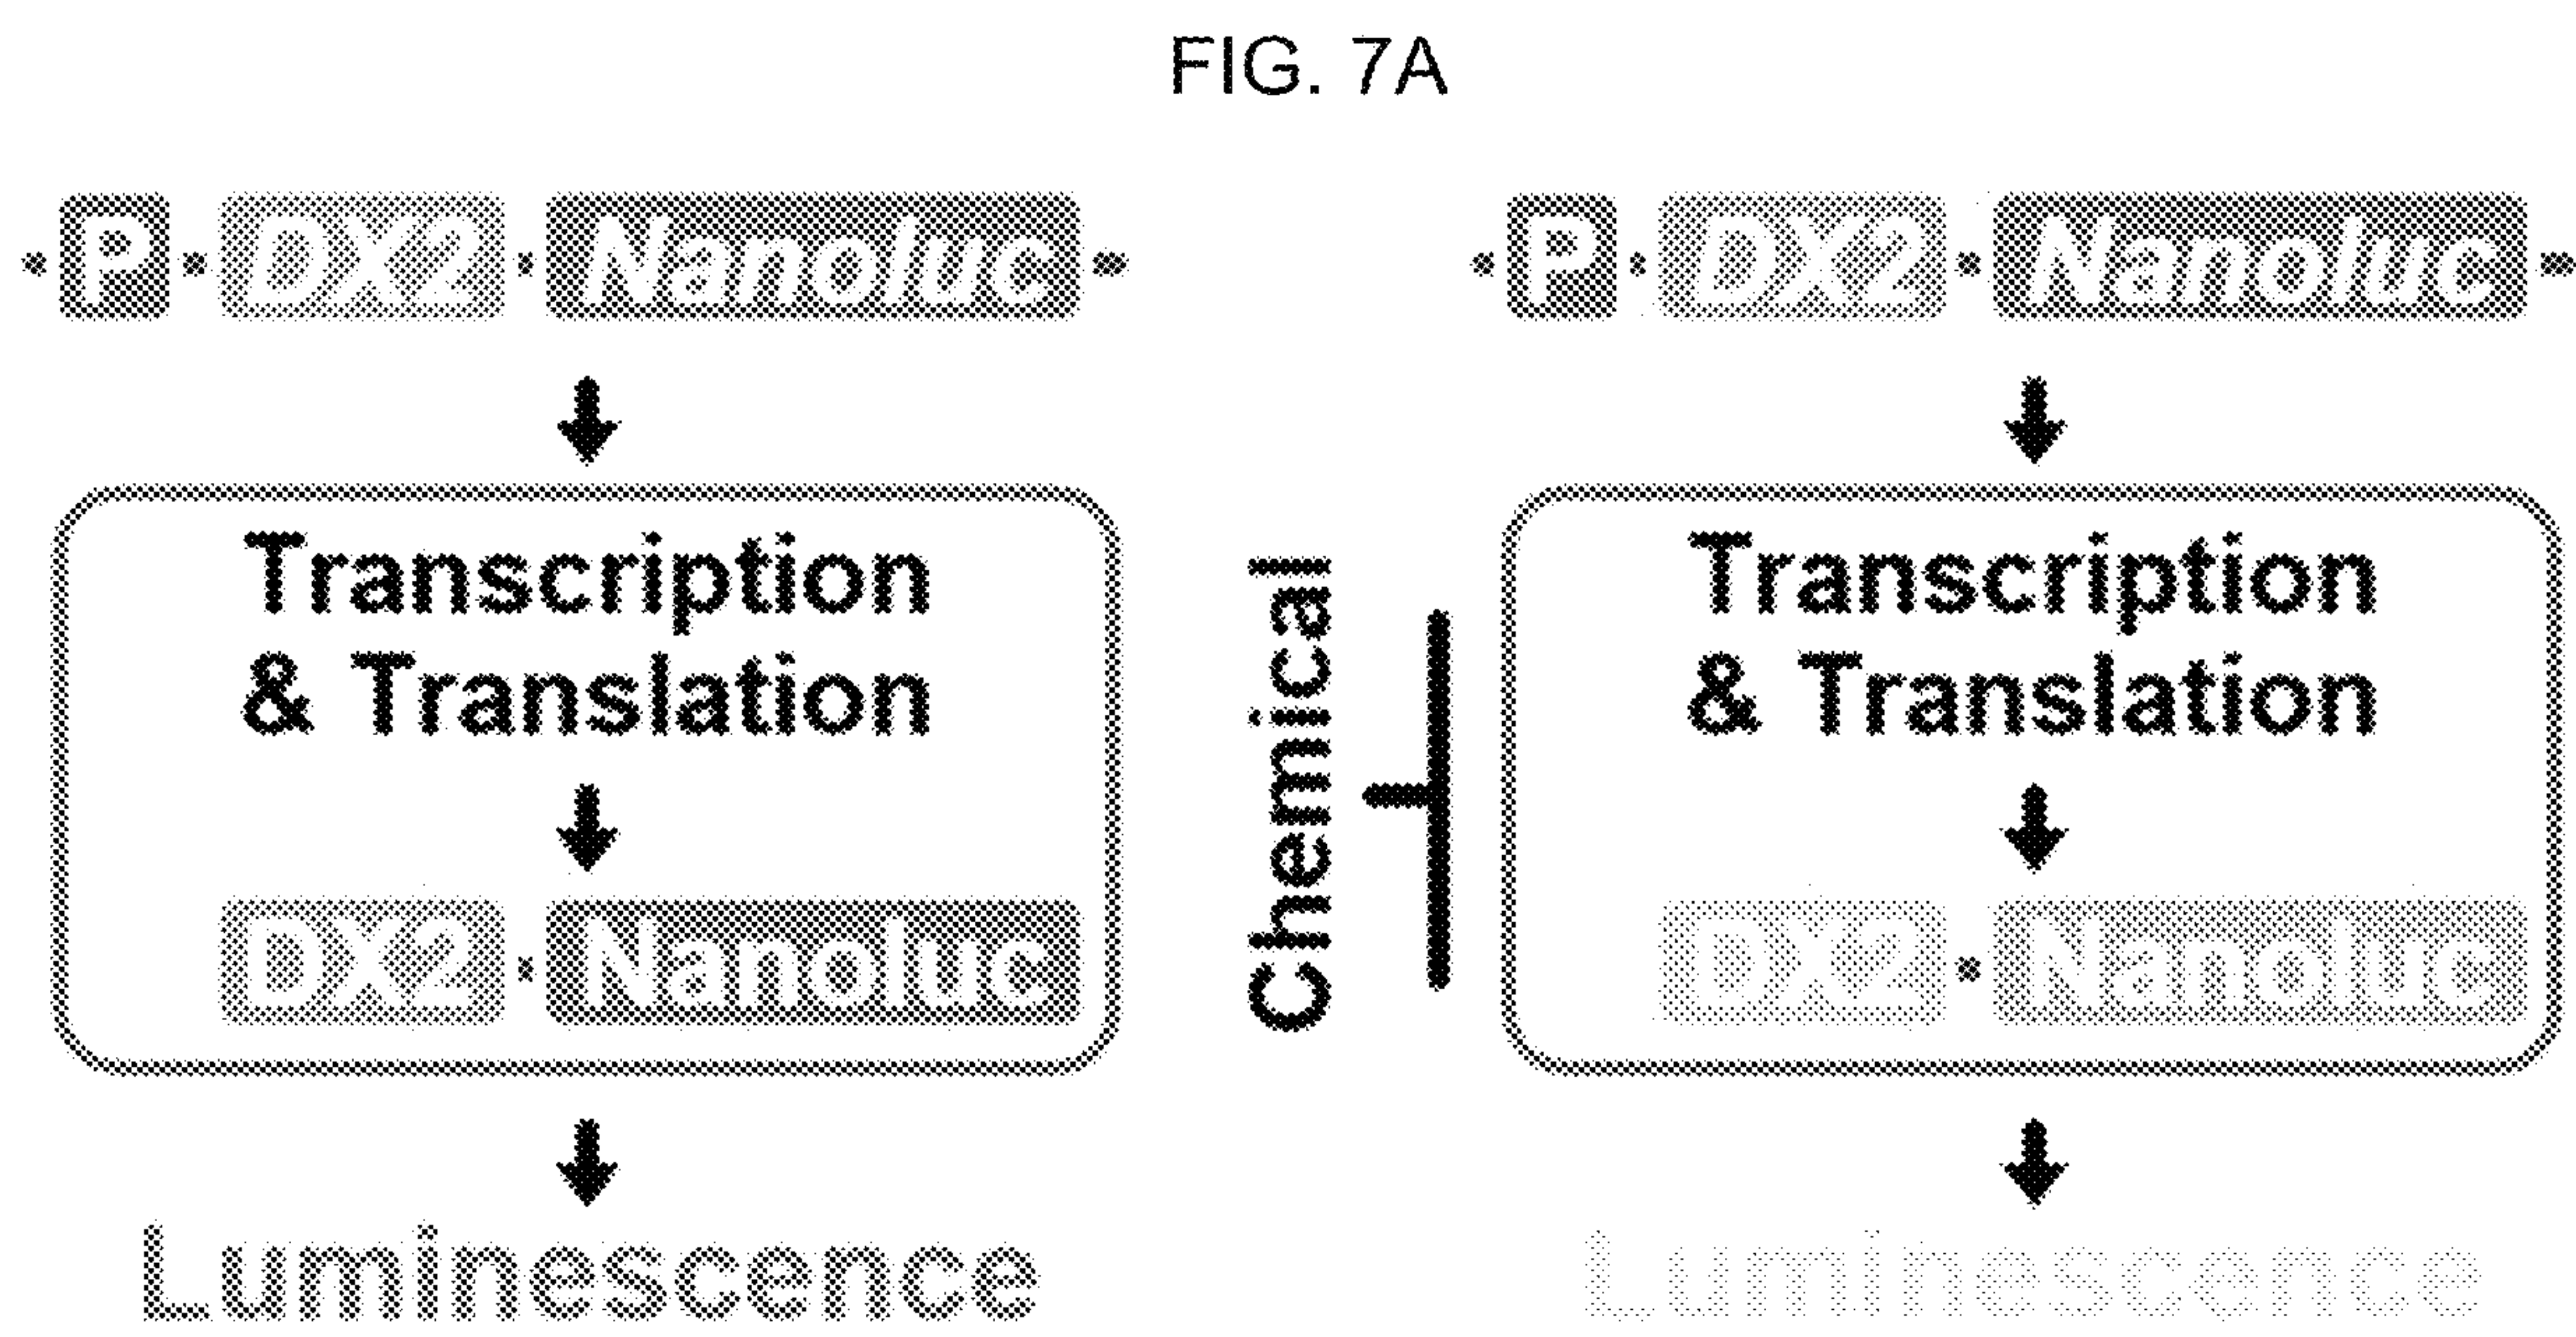 FIG. 7A
P DX2 Nanoluc
Transcription
& Translation
DX2 Nanoluc
Luminescence
Chemical
P DX2 Nanoluc
Transcription
& Translation
DX2 Nanoluc
Luminescence